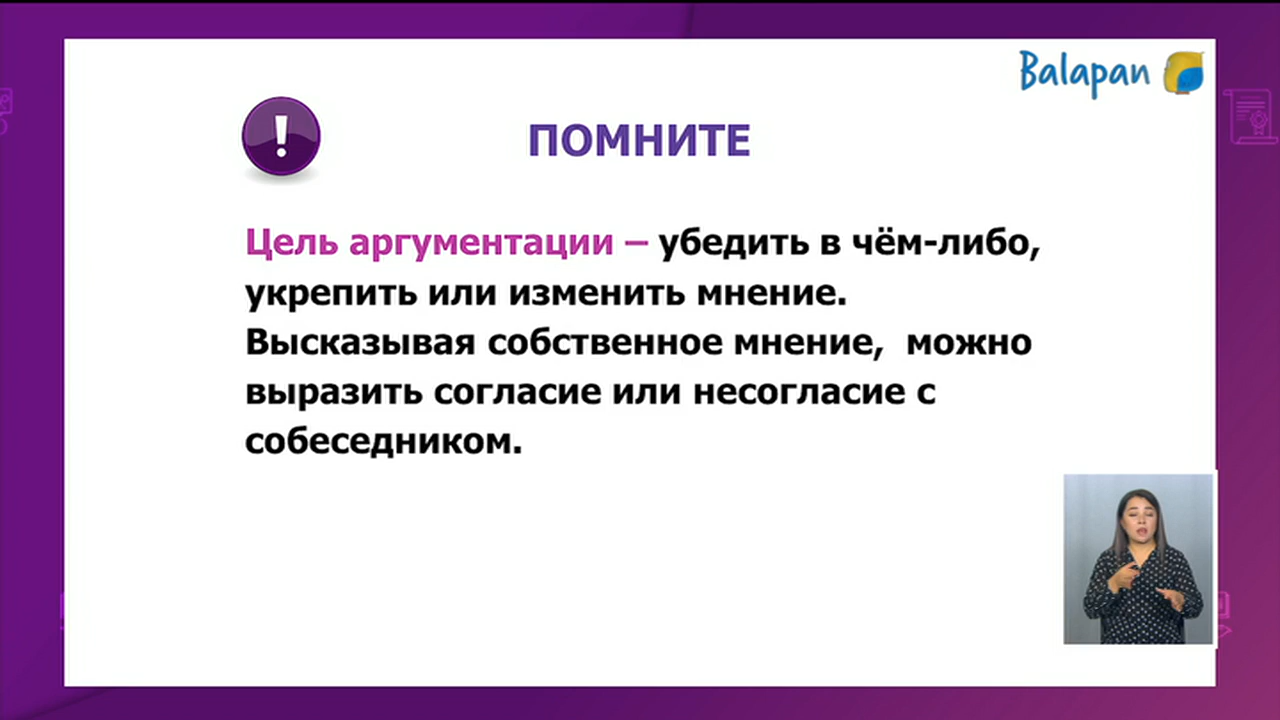 Balapan
ПОМНИТЕ
Цель аргументации – убедить в чём-либо,
укрепить или изменить мнение.
Высказывая собственное мнение, можно
выразить согласие или несогласие с
собеседником.